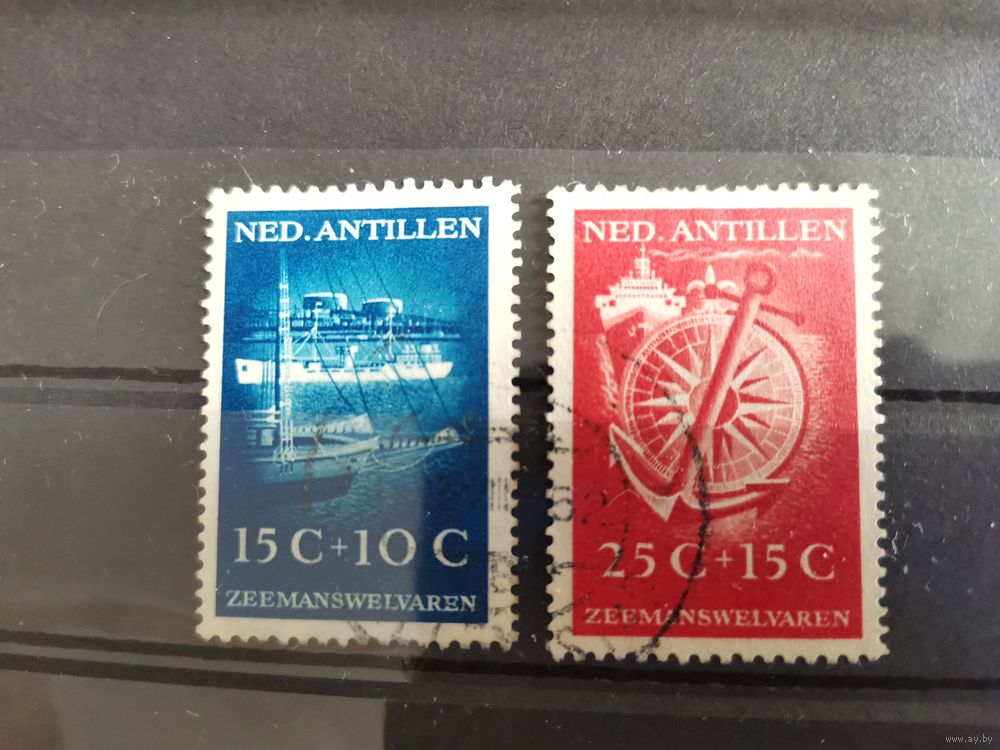 NED. ANTILLEN
15 C + 10 C
ZEEMANSWELVAREN
NED. ANTILLEN
25 C + 15 C
ZEEMANSWELVAREN
www.ay.by